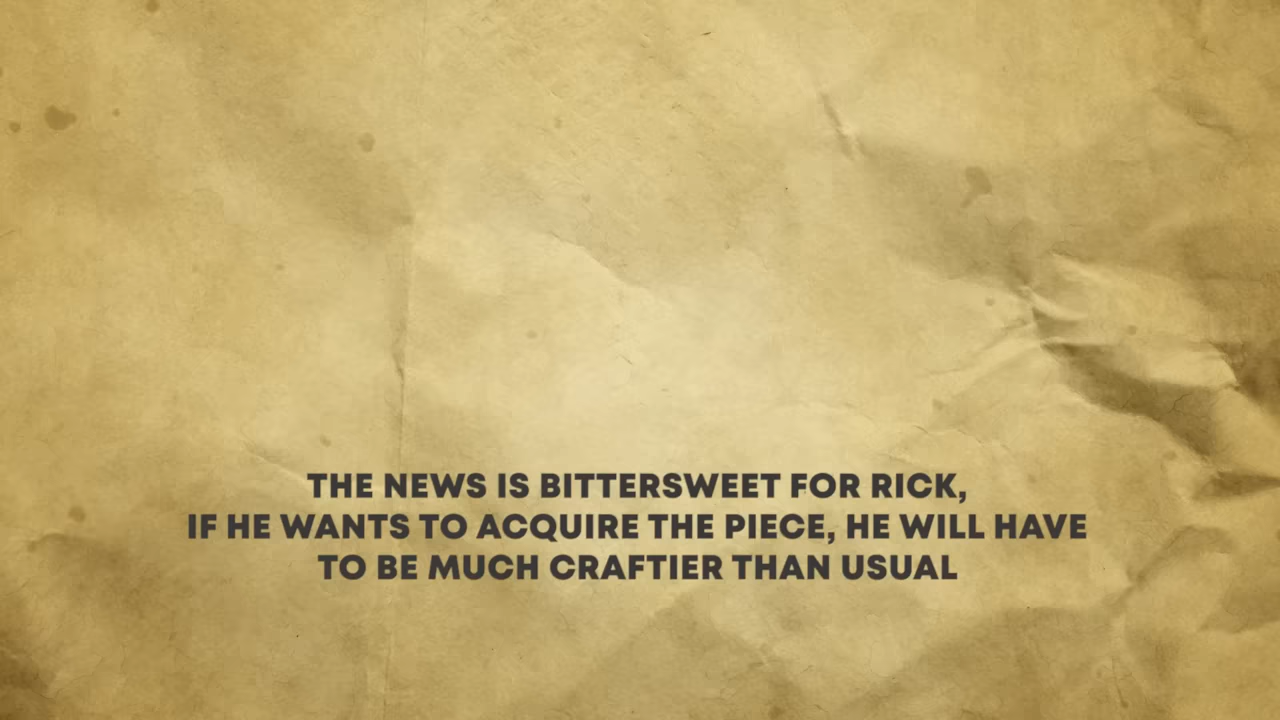 THE NEWS IS BITTERSWEET FOR RICK,
IF HE WANTS TO ACQUIRE THE PIECE, HE WILL HAVE
TO BE MUCH CRAFTIER THAN USUAL